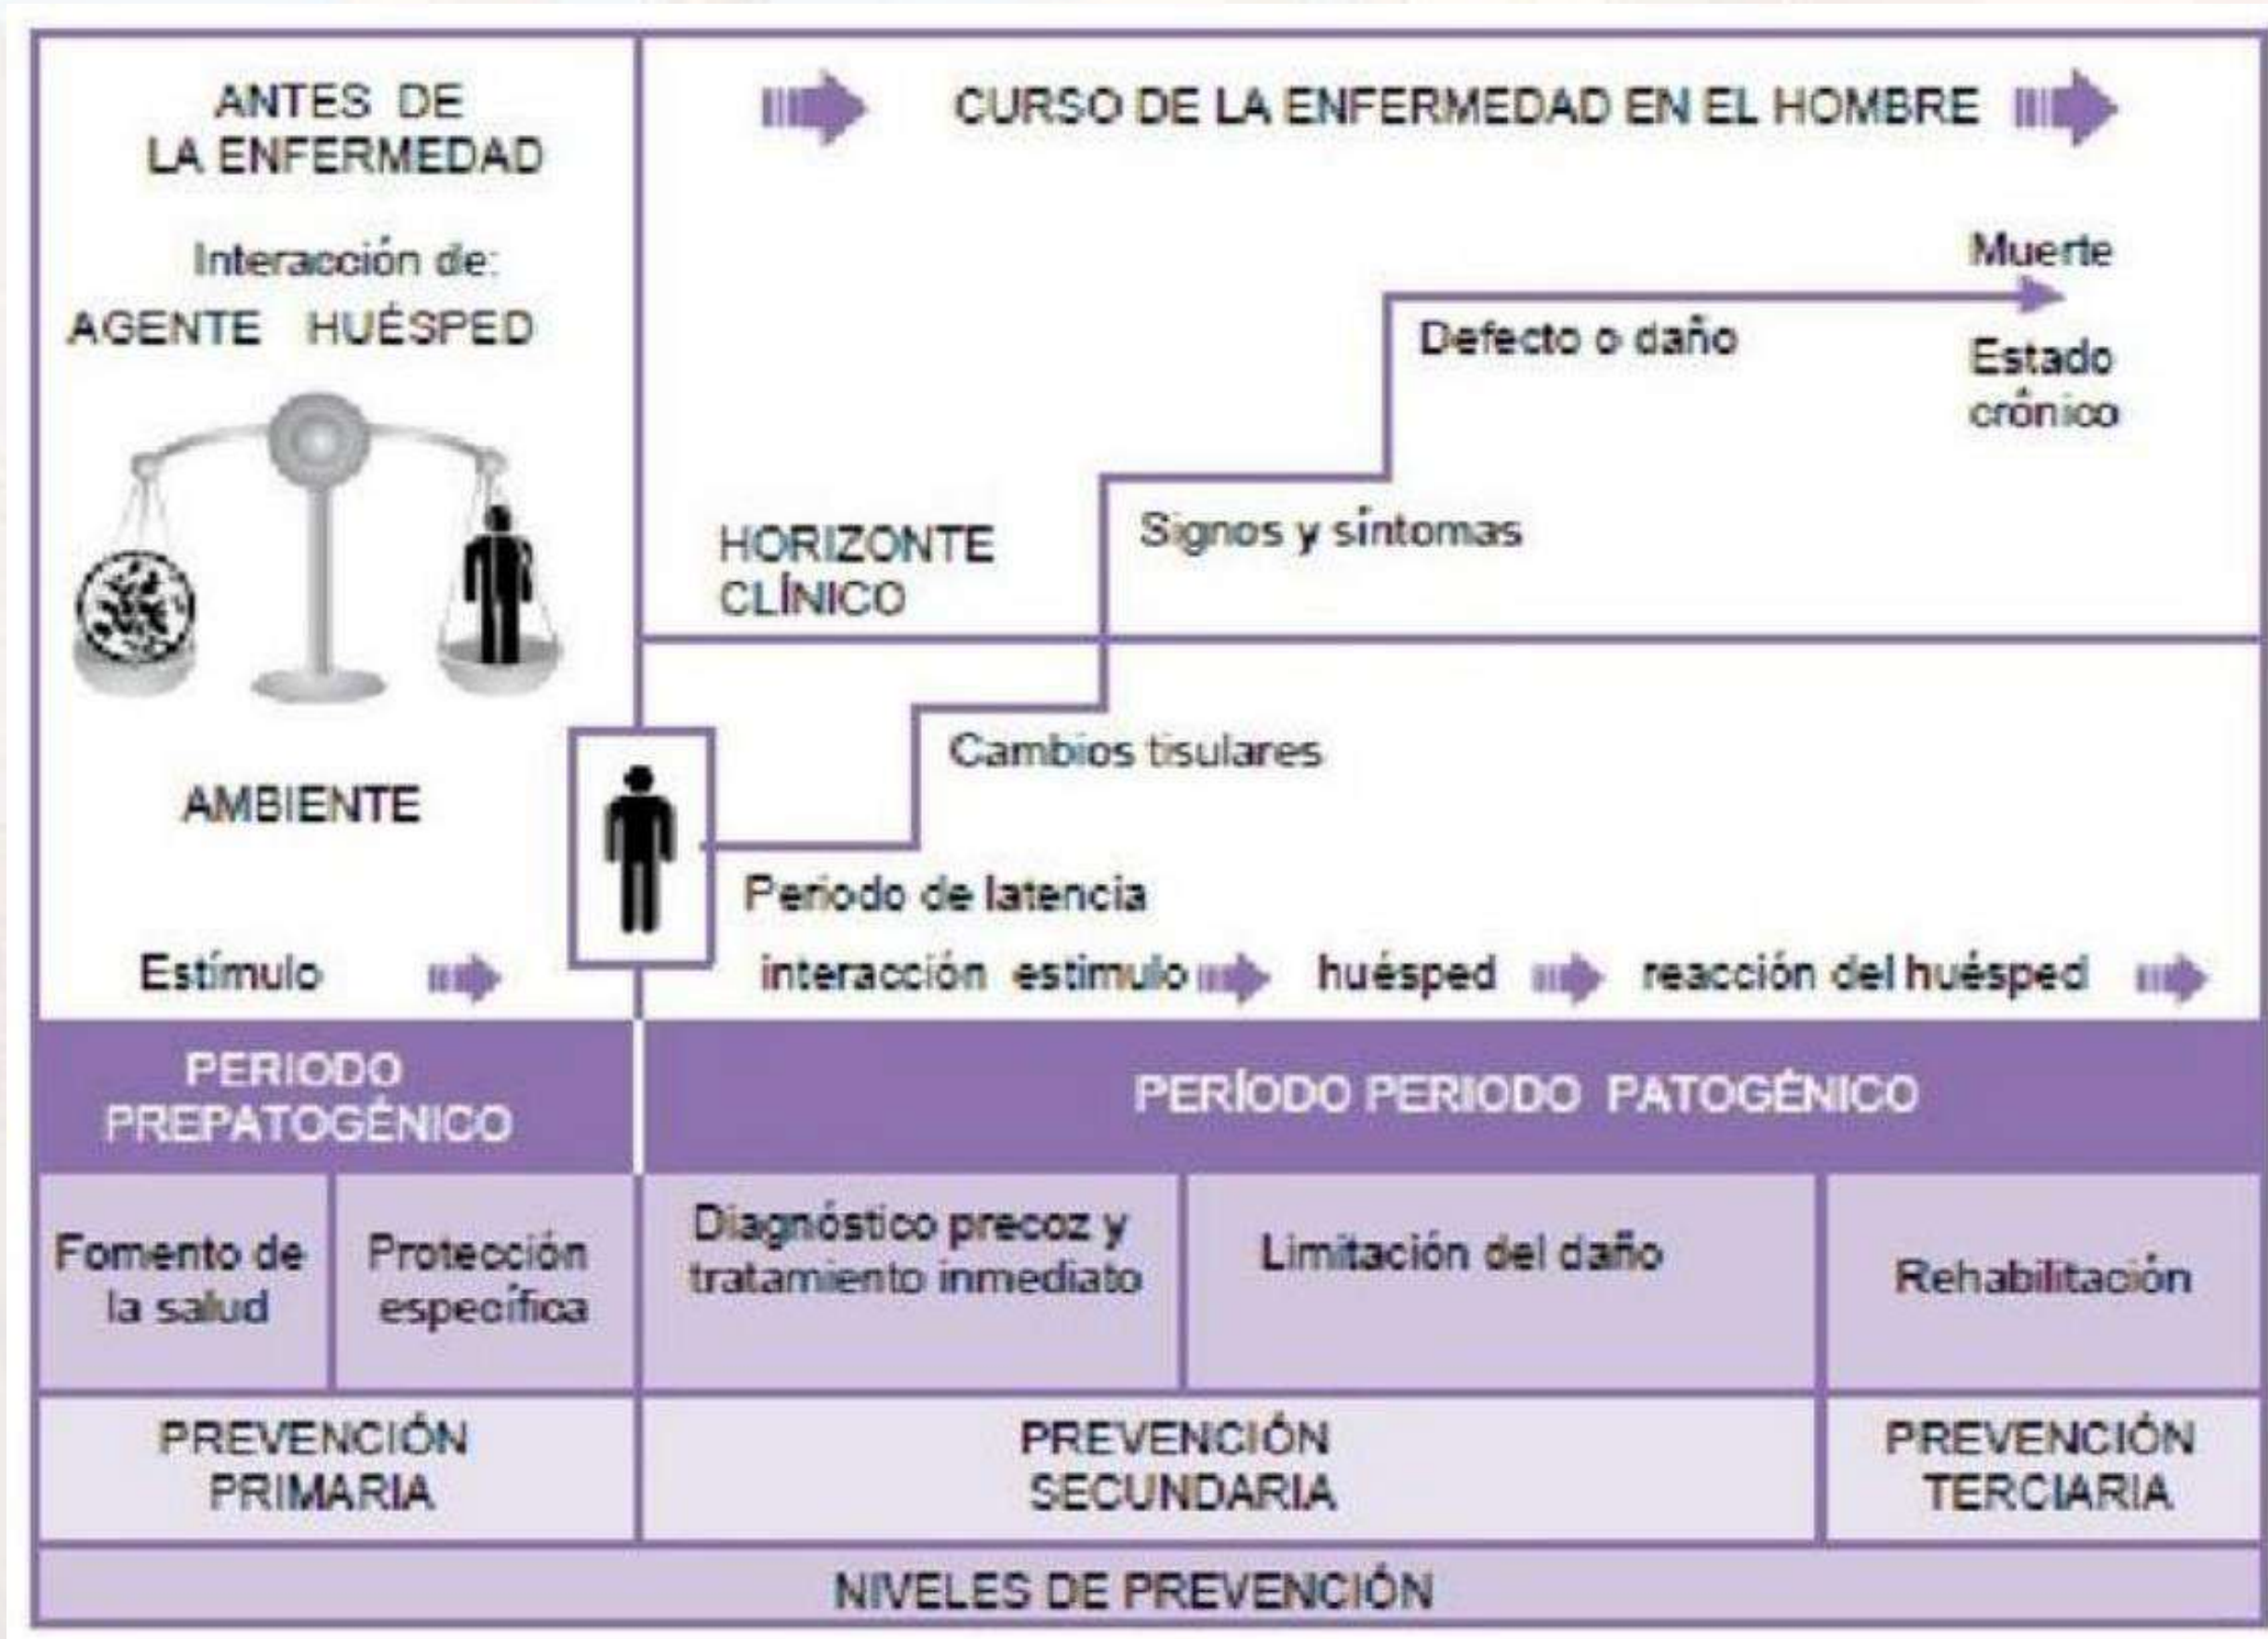 ANTES DE
LA ENFERMEDAD
Interacción de:
AGENTE HUÉSPED
AMBIENTE
Estímulo
CURSO DE LA ENFERMEDAD EN EL HOMBRE
Muerte
Defecto o daño
Estado
crónico
Signos y síntomas
HORIZONTE
CLÍNICO
Cambios tisulares
Periodo de latencia
interacción estimulo huésped reacción del huésped
PERIODO
PREPATOGÉNICO
PERÍODO PERIODO PATOGÉNICO
Fomento de
la salud
Protección
específica
Diagnóstico precoz y
tratamiento inmediato
Limitación del daño
Rehabilitación
PREVENCIÓN
PRIMARIA
PREVENCIÓN
SECUNDARIA
PREVENCIÓN
TERCIARIA
NIVELES DE PREVENCIÓN